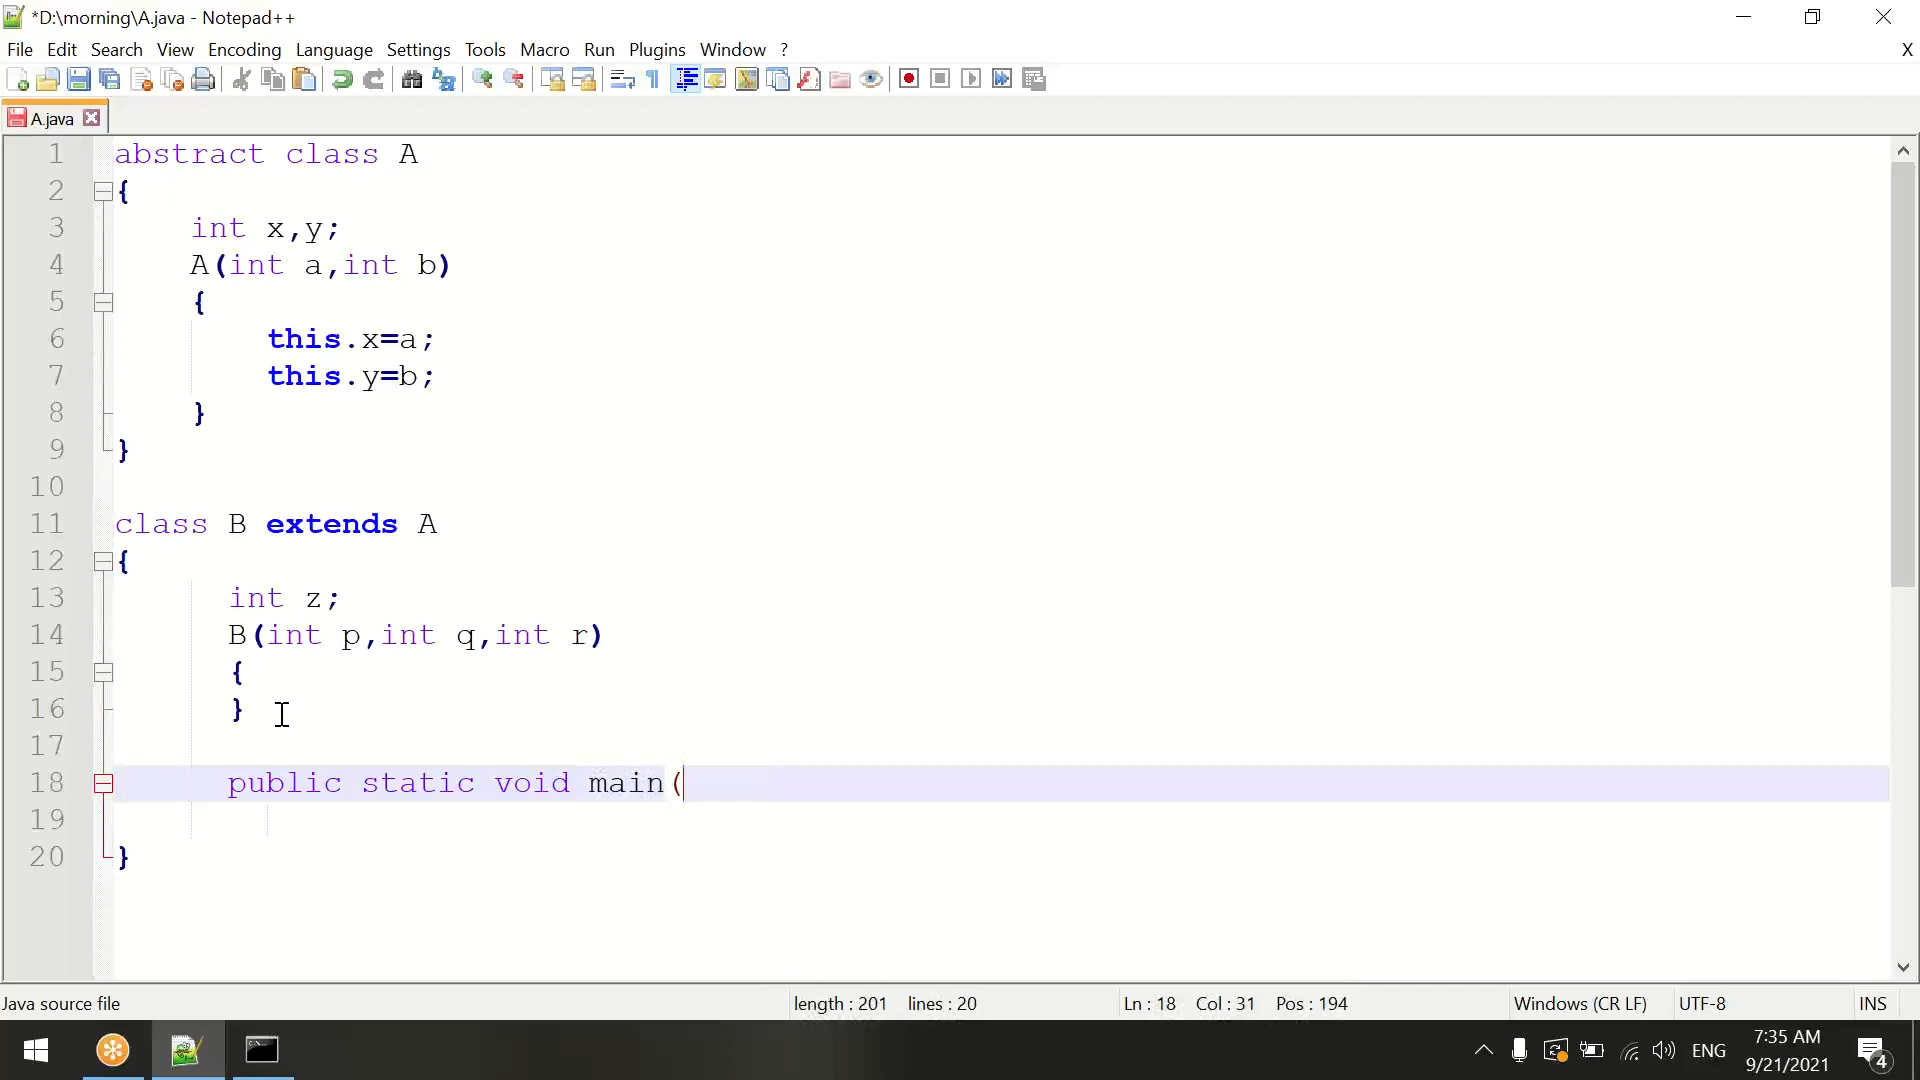 *D:\morning\A.java - Notepad++
File Edit Search View Encoding Language Settings Tools Macro Run Plugins Window ? X
A.java
1 abstract class A
2 {
3 int x,y;
4 A(int a,int b)
5 {
6 this.x=a;
7 this.y=b;
8 }
9 }
10
11 class B extends A
12 {
13 int z;
14 B(int p,int q,int r)
15 {
16 }
17
18 public static void main(
19
20 }
Java source file length : 201 lines : 20 Ln : 18 Col : 31 Pos : 194 Windows (CR LF) UTF-8 INS
ENG
7:35 AM
9/21/2021
4